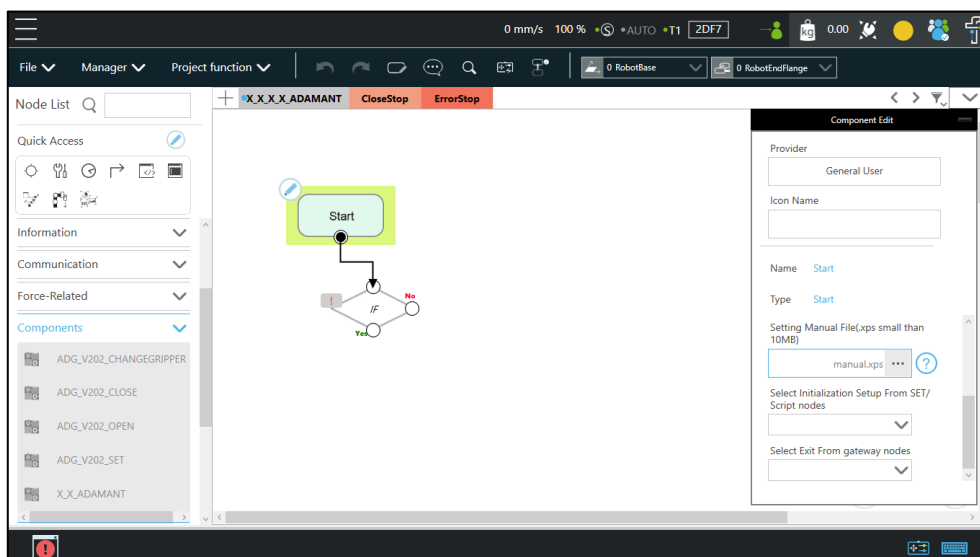 0 mm/s 100 % S AUTO T1 2DF7 kg 0.00
File Manager Project function 0 RobotBase 0 RobotEndFlange
Node List
X_X_X_X_ADAMANT CloseStop ErrorStop
Quick Access
Information
Communication
Force-Related
Components
ADG_V202_CHANGEGRIPPER
ADG_V202_CLOSE
ADG_V202_OPEN
ADG_V202_SET
X_X_ADAMANT
Start
!
IF
No
Yes
Component Edit
Provider
General User
Icon Name
Name Start
Type Start
Setting Manual File(.xps small than
10MB)
manual.xps ... ?
Select Initialization Setup From SET/
Script nodes
Select Exit From gateway nodes